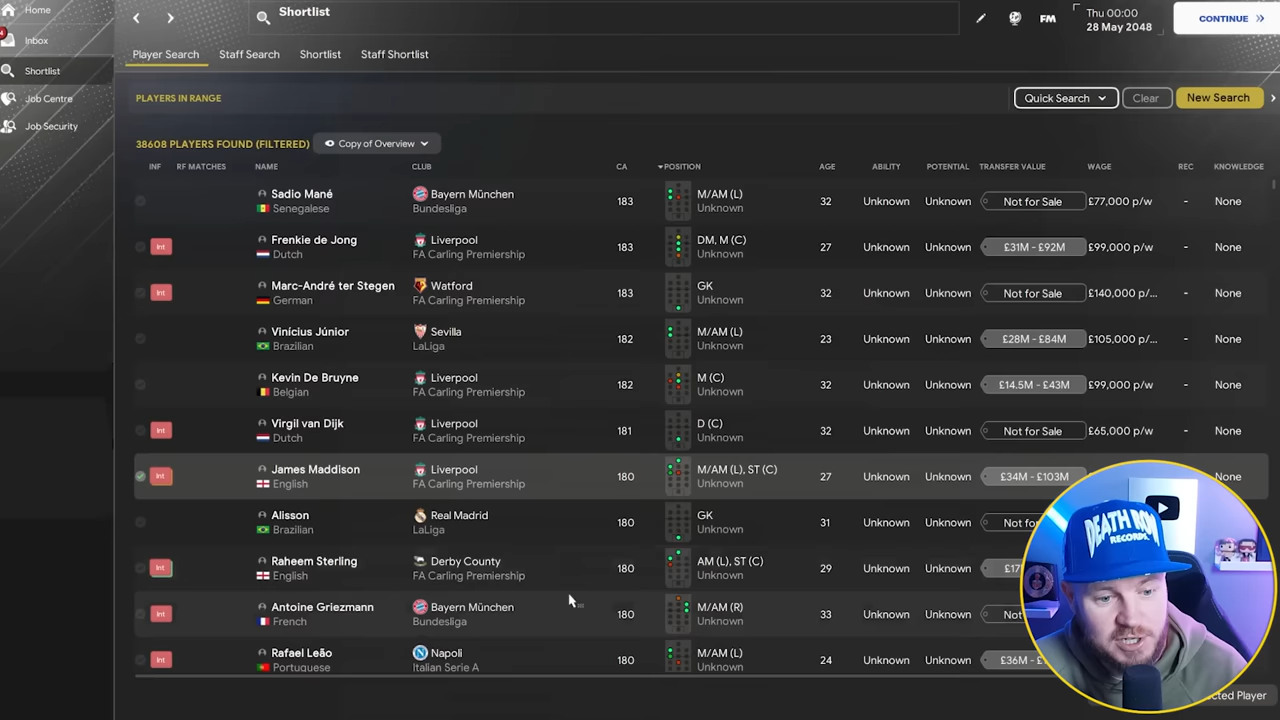 Home
Shortlist
Thu 00:00
28 May 2048
FM
CONTINUE
4
Inbox
Shortlist
Job Centre
Job Security
Player Search
Staff Search
Shortlist
Staff Shortlist
PLAYERS IN RANGE
Quick Search
Clear
New Search
38608 PLAYERS FOUND (FILTERED)
Copy of Overview
INF RF MATCHES NAME CLUB CA POSITION AGE ABILITY POTENTIAL TRANSFER VALUE WAGE REC KNOWLEDGE
Sadio Mané Bayern München 183 M/AM (L) 32 Unknown Unknown Not for Sale £77,000 p/w - None
Senegalese Bundesliga Unknown
Int Frenkie de Jong Liverpool 183 DM, M (C) 27 Unknown Unknown £31M - £92M £99,000 p/w - None
Dutch FA Carling Premiership Unknown
Int Marc-André ter Stegen Watford 183 GK 32 Unknown Unknown Not for Sale £140,000 p/... - None
German FA Carling Premiership Unknown
Vinícius Júnior Sevilla 182 M/AM (L) 23 Unknown Unknown £28M - £84M £105,000 p/... - None
Brazilian LaLiga Unknown
Kevin De Bruyne Liverpool 182 M (C) 32 Unknown Unknown £14.5M - £43M £99,000 p/w - None
Belgian FA Carling Premiership Unknown
Int Virgil van Dijk Liverpool 181 D (C) 32 Unknown Unknown Not for Sale £65,000 p/w - None
Dutch FA Carling Premiership Unknown
Int James Maddison Liverpool 180 M/AM (L), ST (C) 27 Unknown Unknown £34M - £103M None
English FA Carling Premiership Unknown
Alisson Real Madrid 180 GK 31 Unknown Unknown Not fo
Brazilian LaLiga Unknown
Int Raheem Sterling Derby County 180 AM (L), ST (C) 29 Unknown Unknown £17
English FA Carling Premiership Unknown
Int Antoine Griezmann Bayern München 180 M/AM (R) 33 Unknown Unknown Not
French Bundesliga Unknown
Int Rafael Leão Napoli 180 M/AM (L) 24 Unknown Unknown £36M - £
Portuguese Italian Serie A Unknown
DEATH ROW
RECORDS
cted Player